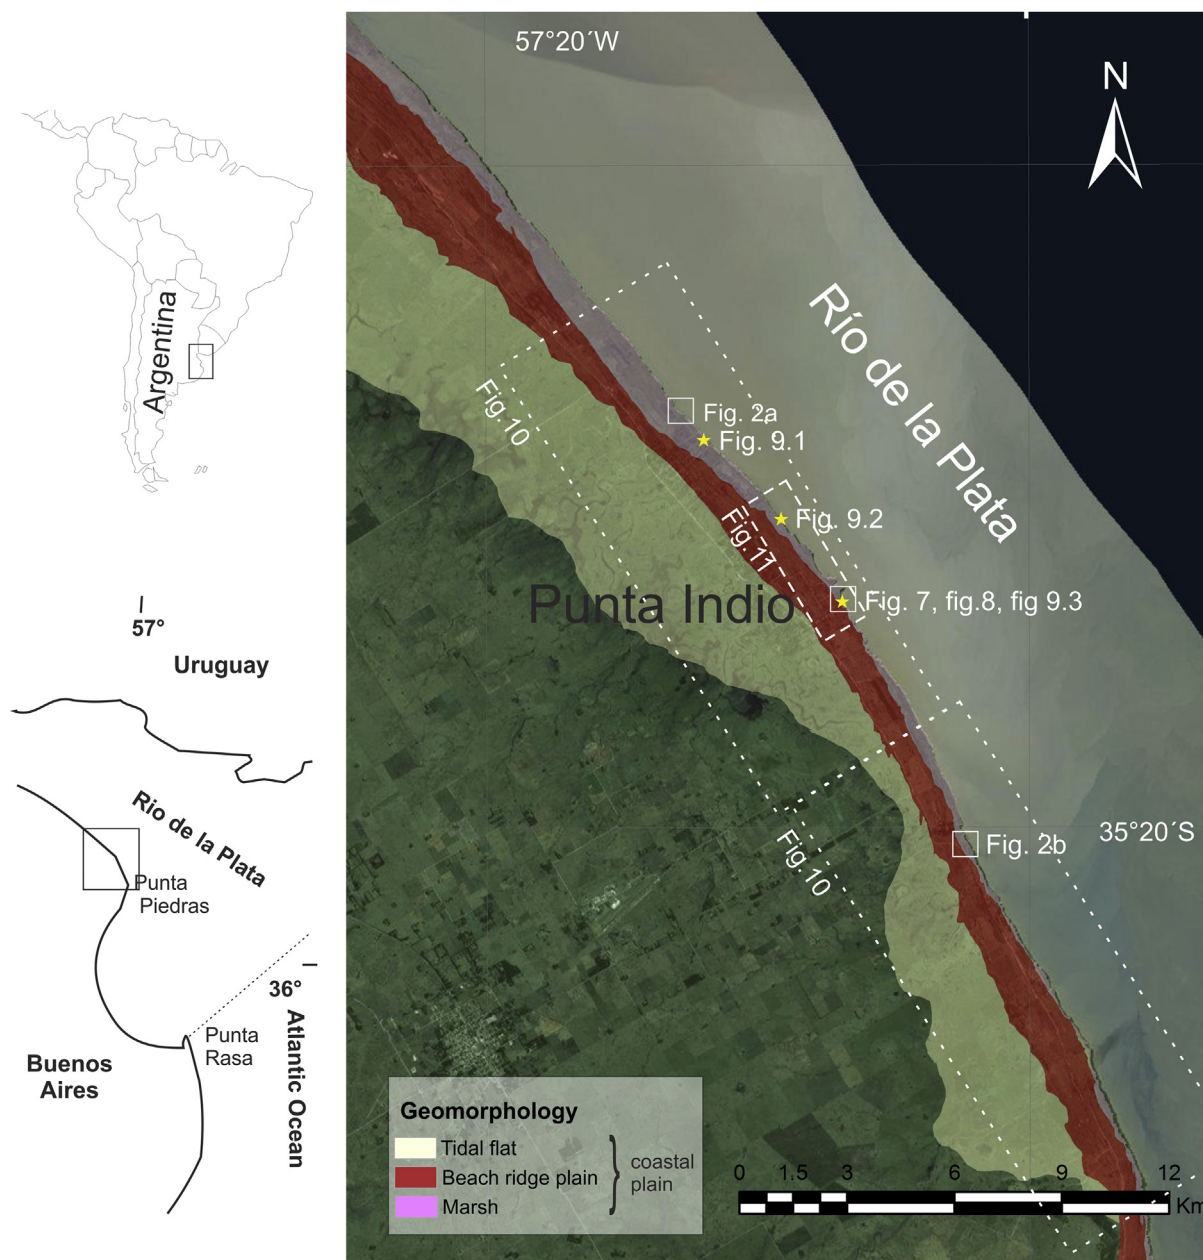 57°20´W
N
Argentina
Río de la Plata
Fig.10
Fig. 2a
Fig. 9.1
Fig. 9.2
Fig.11
Punta Indio
Fig. 7, fig.8, fig 9.3
57°
Uruguay
Rio de la Plata
Punta
Piedras
36°
Punta
Rasa
Atlantic Ocean
Buenos
Aires
35°20´S
Fig. 2b
Fig.10
Geomorphology
Tidal flat
Beach ridge plain
Marsh
coastal
plain
0 1.5 3 6 9 12
Km